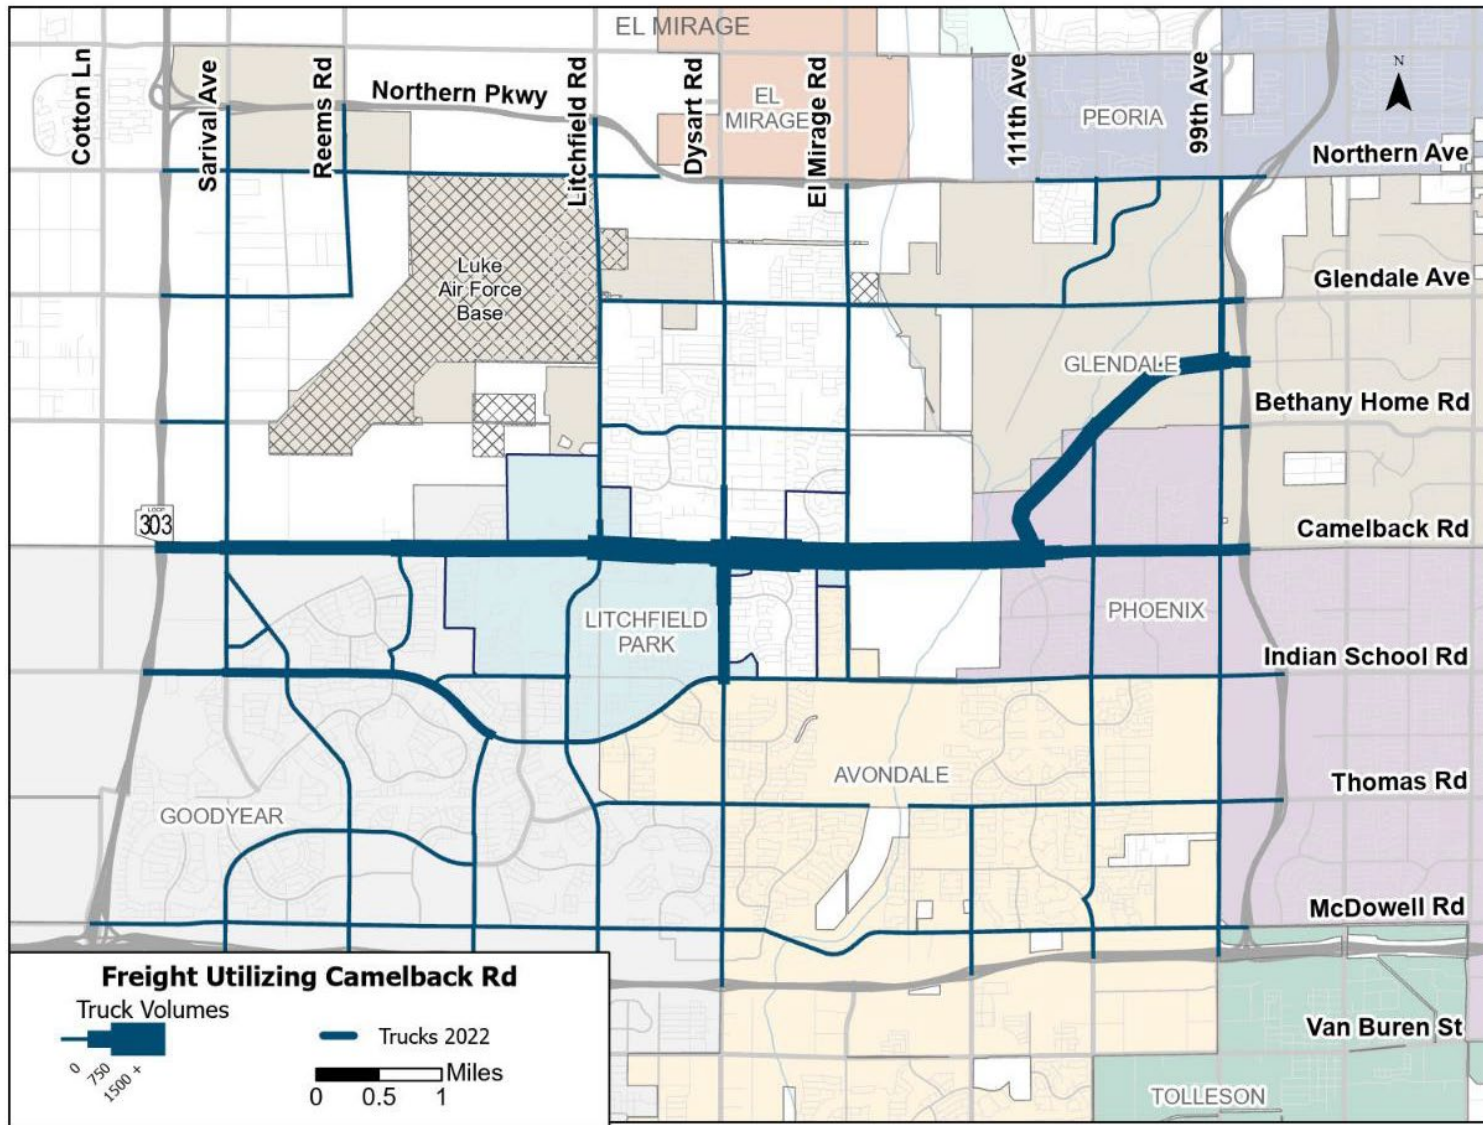 EL MIRAGE
Cotton Ln
Sarival Ave
Reems Rd
Northern Pkwy
Litchfield Rd
Dysart Rd
EL
MIRAGE
El Mirage Rd
111th Ave
PEORIA
99th Ave
N
Northern Ave
Luke
Air Force
Base
Glendale Ave
GLENDALE
Bethany Home Rd
LOOP
303
Camelback Rd
LITCHFIELD
PARK
PHOENIX
Indian School Rd
GOODYEAR
AVONDALE
Thomas Rd
McDowell Rd
Freight Utilizing Camelback Rd
Truck Volumes
0
750
1500 +
Trucks 2022
Miles
0 0.5 1
Van Buren St
TOLLESON